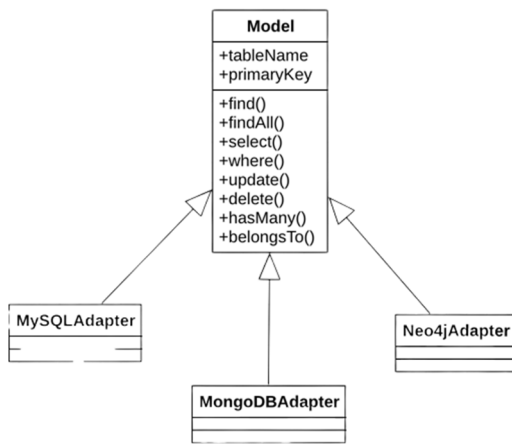 Model
+tableName
+primaryKey
+find()
+findAll()
+select()
+where()
+update()
+delete()
+hasMany()
+belongsTo()
MySQLAdapter
Neo4jAdapter
MongoDBAdapter